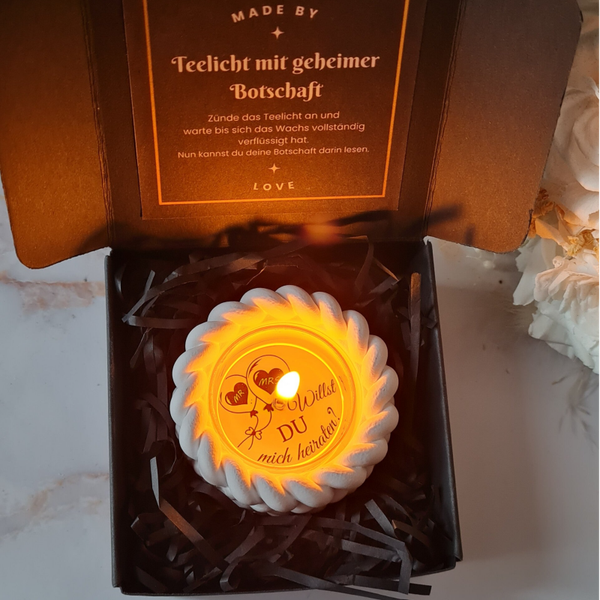 MADE BY
Teelicht mit geheimer
Botschaft
Zünde das Teelicht an und
warte bis sich das Wachs vollständig
verflüssigt hat.
Nun kannst du deine Botschaft darin lesen.
LOVE
MR MRS
Willst
DU
mich heiraten?